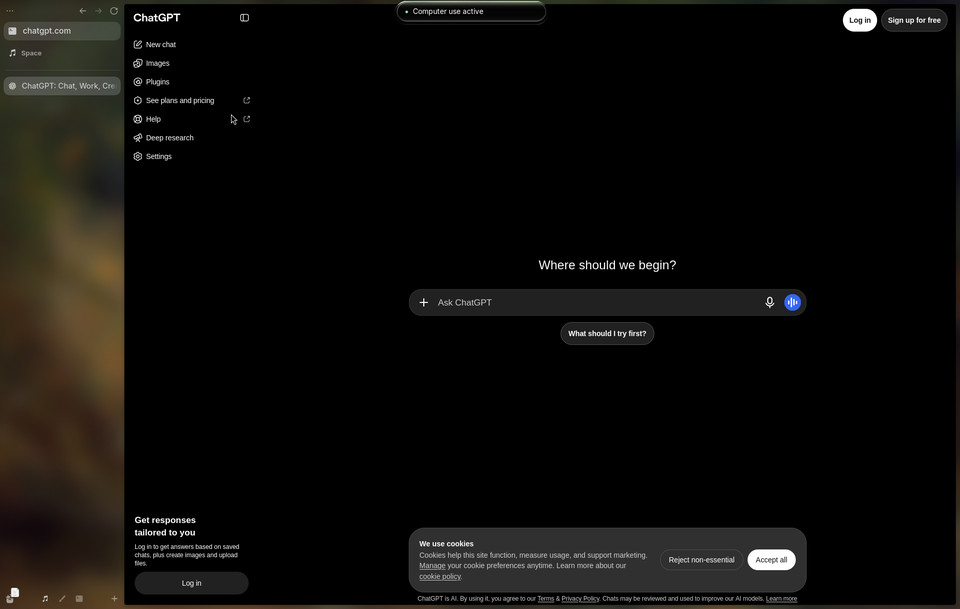 Computer use active
chatgpt.com
Space
ChatGPT: Chat, Work, Cre
ChatGPT
New chat
Images
Plugins
See plans and pricing
Help
Deep research
Settings
Log in
Sign up for free
Where should we begin?
Ask ChatGPT
What should I try first?
Get responses
tailored to you
Log in to get answers based on saved
chats, plus create images and upload
files.
Log in
We use cookies
Cookies help this site function, measure usage, and support marketing.
Manage your cookie preferences anytime. Learn more about our
cookie policy.
Reject non-essential
Accept all
ChatGPT is AI. By using it, you agree to our Terms & Privacy Policy. Chats may be reviewed and used to improve our AI models. Learn more